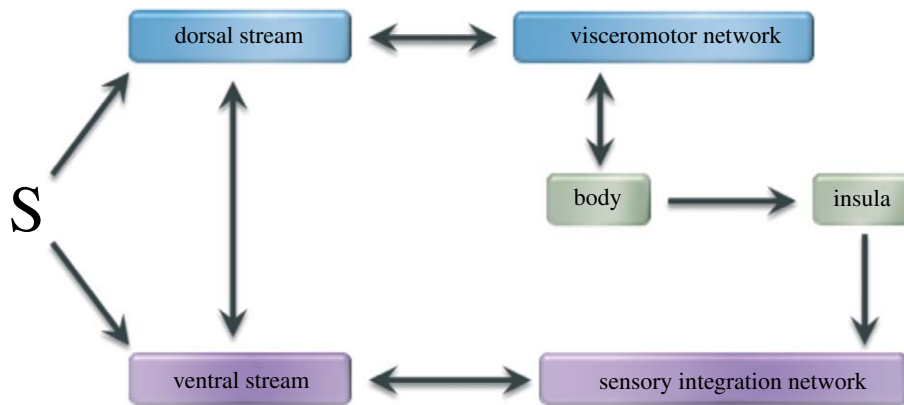 dorsal stream
visceromotor network
S
body
insula
ventral stream
sensory integration network